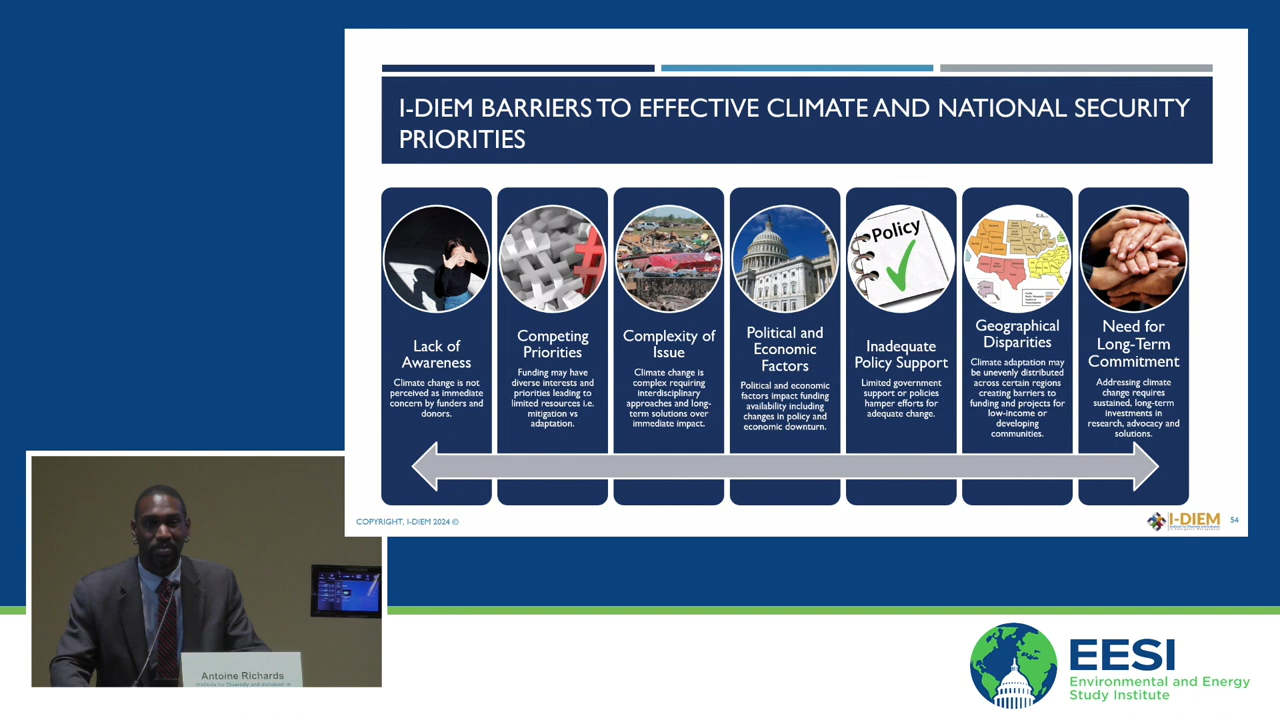 I-DIEM BARRIERS TO EFFECTIVE CLIMATE AND NATIONAL SECURITY
PRIORITIES
Lack of
Awareness
Climate change is not
perceived as immediate
concern by funders and
donors.
Competing
Priorities
Funding may have
diverse interests and
priorities leading to
limited resources i.e.
mitigation vs
adaptation.
Complexity of
Issue
Climate change is
complex requiring
interdisciplinary
approaches and long-
term solutions over
immediate impact.
Political and
Economic
Factors
Political and economic
factors impact funding
availability including
changes in policy and
economic downturn.
Policy
Inadequate
Policy Support
Limited government
support or policies
hamper efforts for
adequate change.
Geographical
Disparities
Climate adaptation may
be unevenly distributed
across certain regions
creating barriers to
funding and projects for
low-income or
developing
communities.
Need for
Long-Term
Commitment
Addressing climate
change requires
sustained, long-term
investments in
research, advocacy and
solutions.
COPYRIGHT, I-DIEM 2024 ©
I-DIEM
54
Antoine Richards
EESI
Environmental and Energy
Study Institute